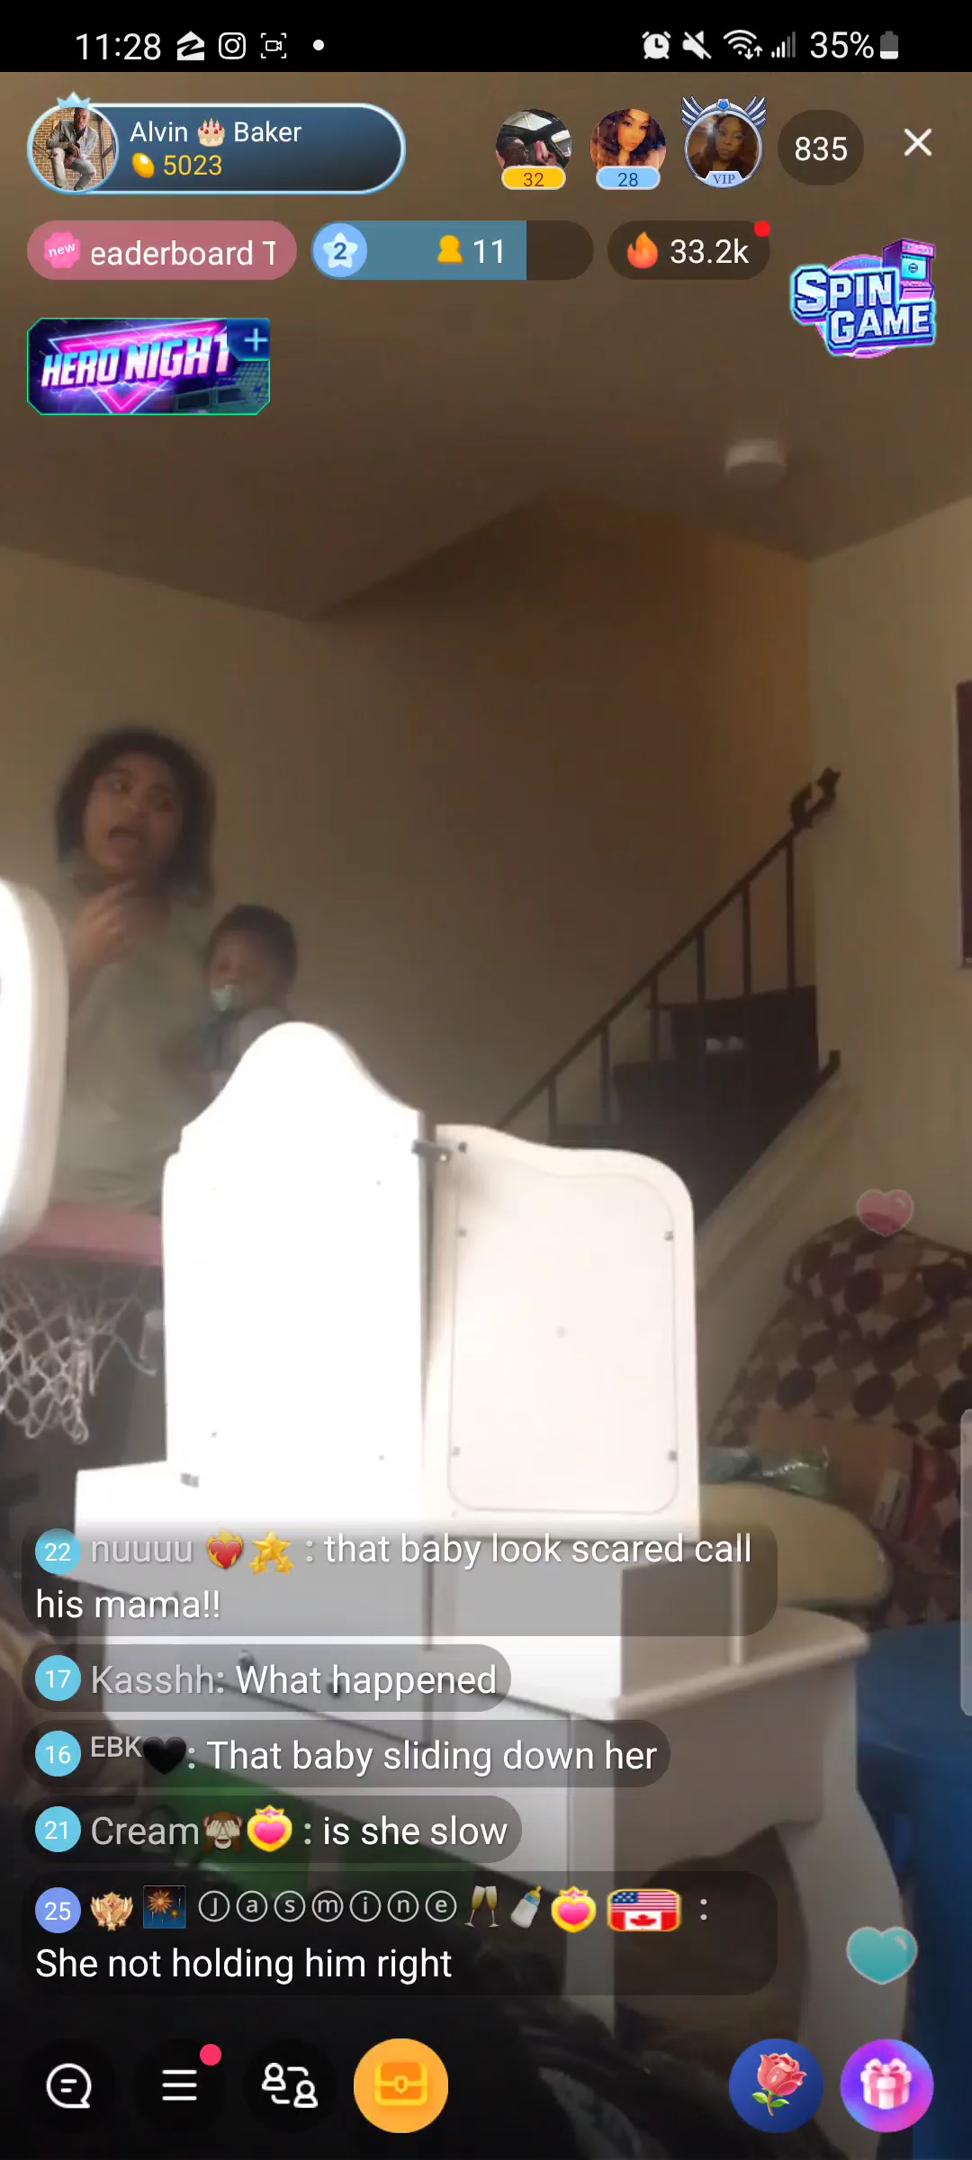 11:28
35%
Alvin 🎂 Baker
5023
32
28
VIP
835
new eaderboard T
2
11
33.2k
SPIN GAME
HERO NIGHT +
22 nuuuu ❤️‍🔥🌟 : that baby look scared call
his mama!!
17 Kasshh: What happened
16 EBK🖤: That baby sliding down her
21 Cream🙈💗 : is she slow
25 Ⓙⓐⓢⓜⓘⓝⓔ🥂🍼💗 :
She not holding him right